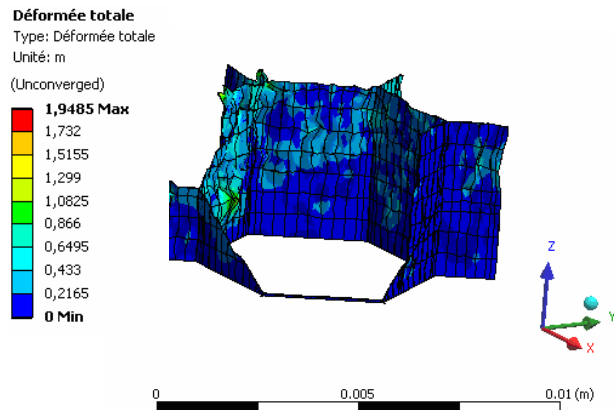 Déformée totale
Type: Déformée totale
Unité: m
(Unconverged)
1,9485 Max
1,732
1,5155
1,299
1,0825
0,866
0,6495
0,433
0,2165
0 Min
Z
Y
X
0 0.005 0.01 (m)